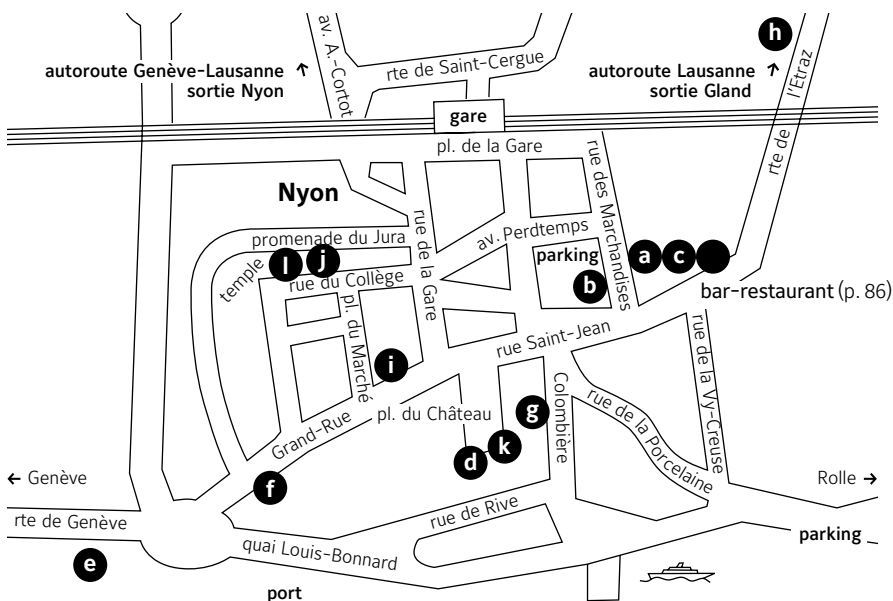 h
av. A.-Cortot
rte de Saint-Cergue
autoroute Genève-Lausanne ↑
sortie Nyon
autoroute Lausanne ↑
sortie Gland
rte de l'Etraz
gare
pl. de la Gare
rue des Marchandises
Nyon
promenade du Jura
rue de la Gare
av. Perdtemps
parking
temple
l
j
a
c
b
rue du Collège
bar-restaurant (p. 86)
pl. du Marché
rue Saint-Jean
i
rue de la Vy-Creuse
Colombière
rue de la Porcelaine
pl. du Château
g
Grand-Rue
k
d
f
← Genève
Rolle →
rte de Genève
rue de Rive
parking
quai Louis-Bonnard
e
port